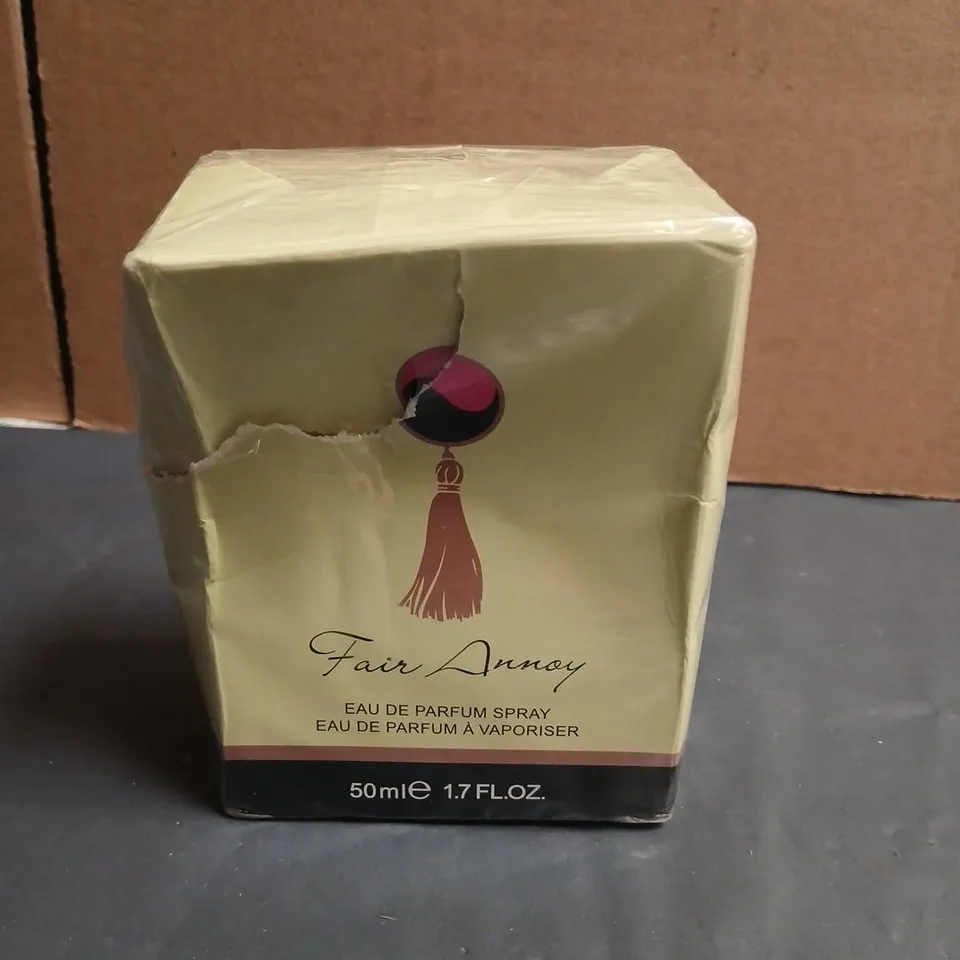 Fair Annoy
EAU DE PARFUM SPRAY
EAU DE PARFUM À VAPORISER
50ml℮ 1.7 FL.OZ.